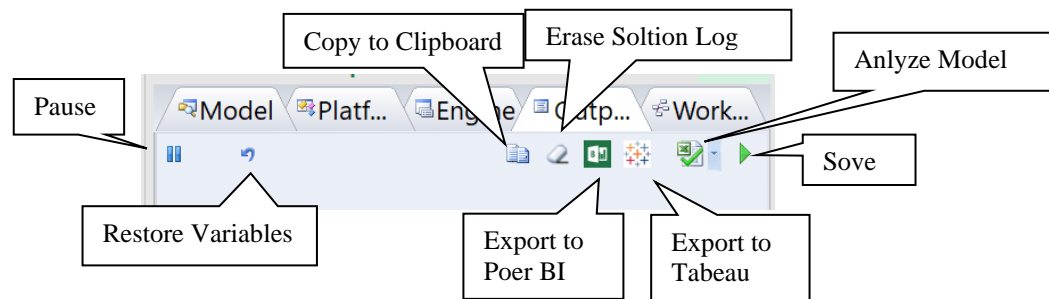 Copy to Clipboard
Erase Soltion Log
Anlyze Model
Pause
Model
Platf...
Engine
Outp...
Work...
Sove
Restore Variables
Export to
Poer BI
Export to
Tabeau